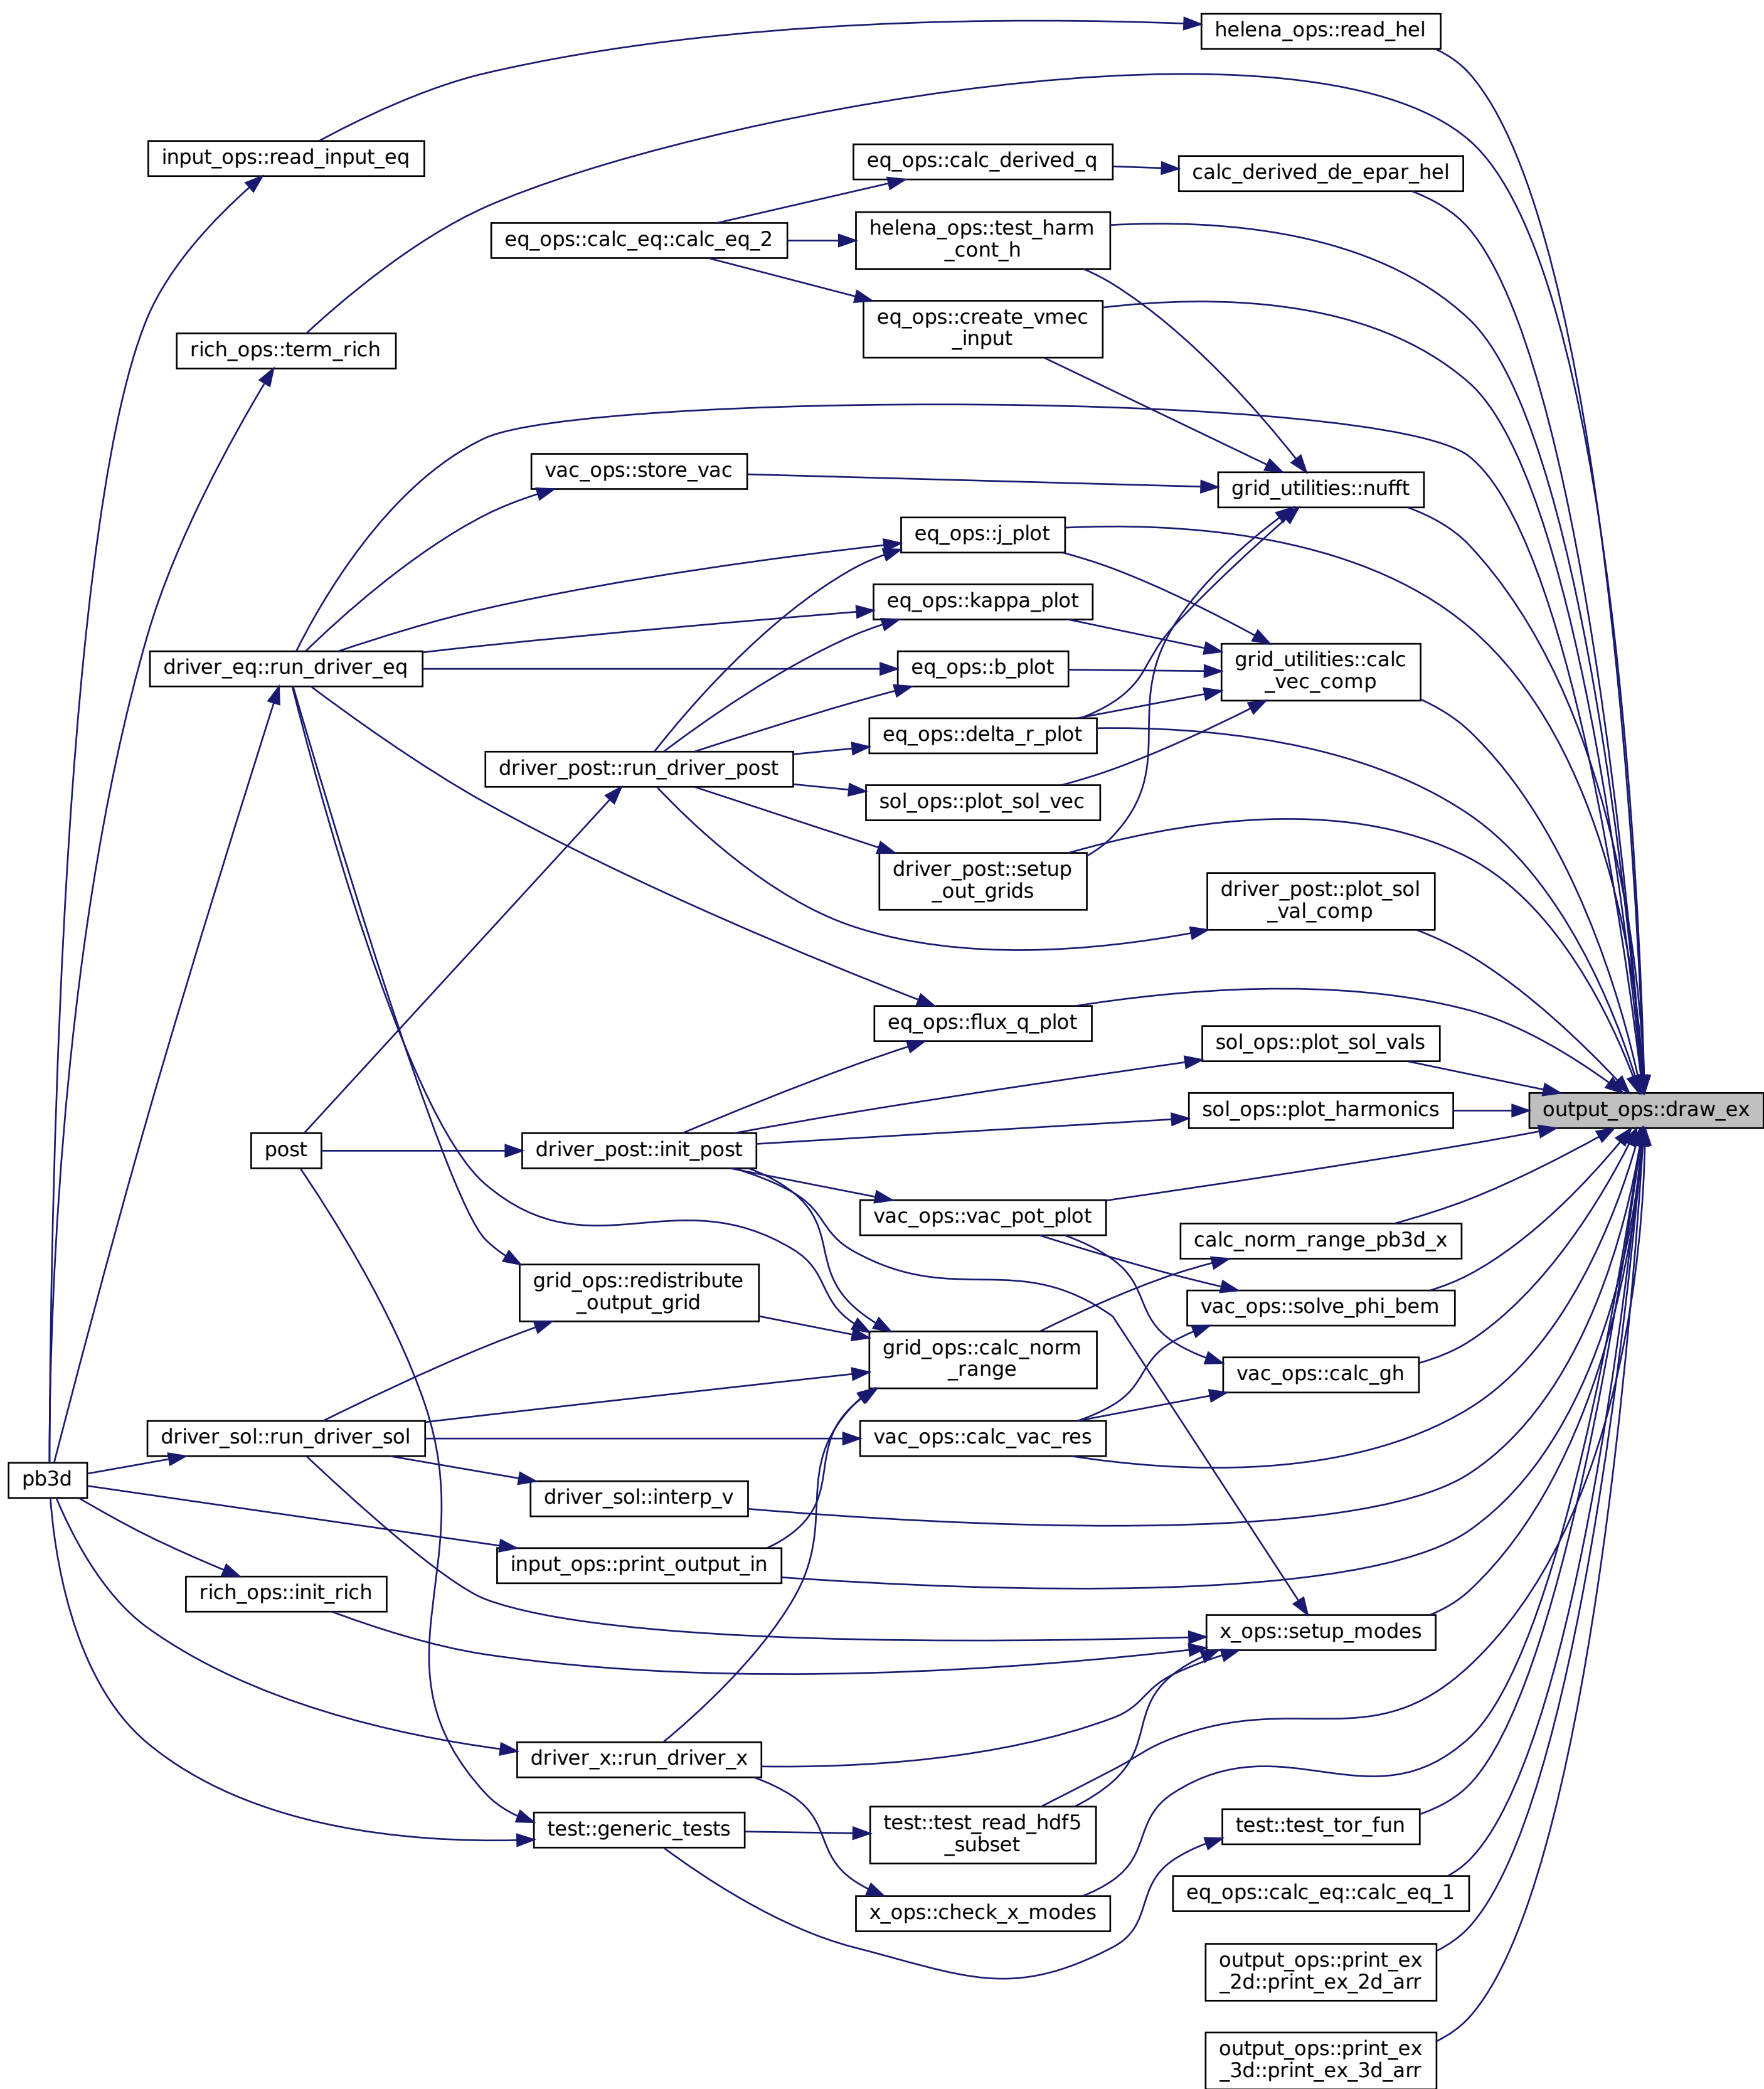 helena_ops::read_hel
input_ops::read_input_eq
eq_ops::calc_derived_q
calc_derived_de_epar_hel
helena_ops::test_harm
_cont_h
eq_ops::calc_eq::calc_eq_2
eq_ops::create_vmec
_input
rich_ops::term_rich
vac_ops::store_vac
grid_utilities::nufft
eq_ops::j_plot
eq_ops::kappa_plot
driver_eq::run_driver_eq
eq_ops::b_plot
grid_utilities::calc
_vec_comp
eq_ops::delta_r_plot
driver_post::run_driver_post
sol_ops::plot_sol_vec
driver_post::setup
_out_grids
driver_post::plot_sol
_val_comp
eq_ops::flux_q_plot
sol_ops::plot_sol_vals
sol_ops::plot_harmonics
output_ops::draw_ex
post
driver_post::init_post
vac_ops::vac_pot_plot
calc_norm_range_pb3d_x
grid_ops::redistribute
_output_grid
vac_ops::solve_phi_bem
grid_ops::calc_norm
_range
vac_ops::calc_gh
driver_sol::run_driver_sol
vac_ops::calc_vac_res
pb3d
driver_sol::interp_v
input_ops::print_output_in
rich_ops::init_rich
x_ops::setup_modes
driver_x::run_driver_x
test::generic_tests
test::test_read_hdf5
_subset
test::test_tor_fun
eq_ops::calc_eq::calc_eq_1
x_ops::check_x_modes
output_ops::print_ex
_2d::print_ex_2d_arr
output_ops::print_ex
_3d::print_ex_3d_arr